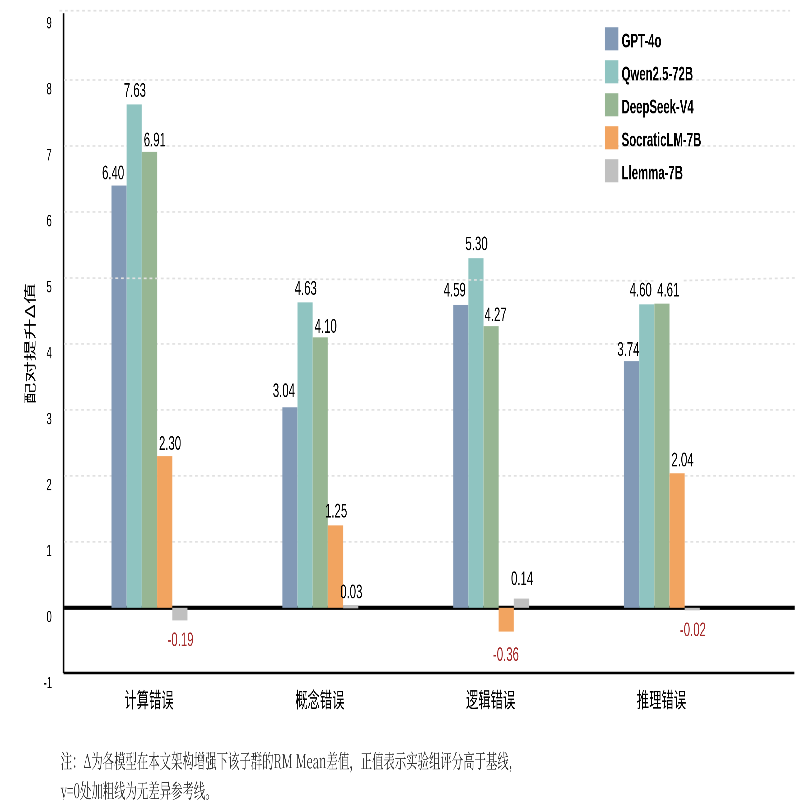 9
8
7
6
5
4
3
2
1
0
-1
配对提升Δ值
GPT-4o
Qwen2.5-72B
DeepSeek-V4
SocraticLM-7B
Llemma-7B
6.40
7.63
6.91
2.30
-0.19
3.04
4.63
4.10
1.25
0.03
4.59
5.30
4.27
-0.36
0.14
3.74
4.60
4.61
2.04
-0.02
计算错误
概念错误
逻辑错误
推理错误
注：Δ为各模型在本文架构增强下该子群的RM Mean差值，正值表示实验组评分高于基线，
y=0处加粗线为无差异参考线。